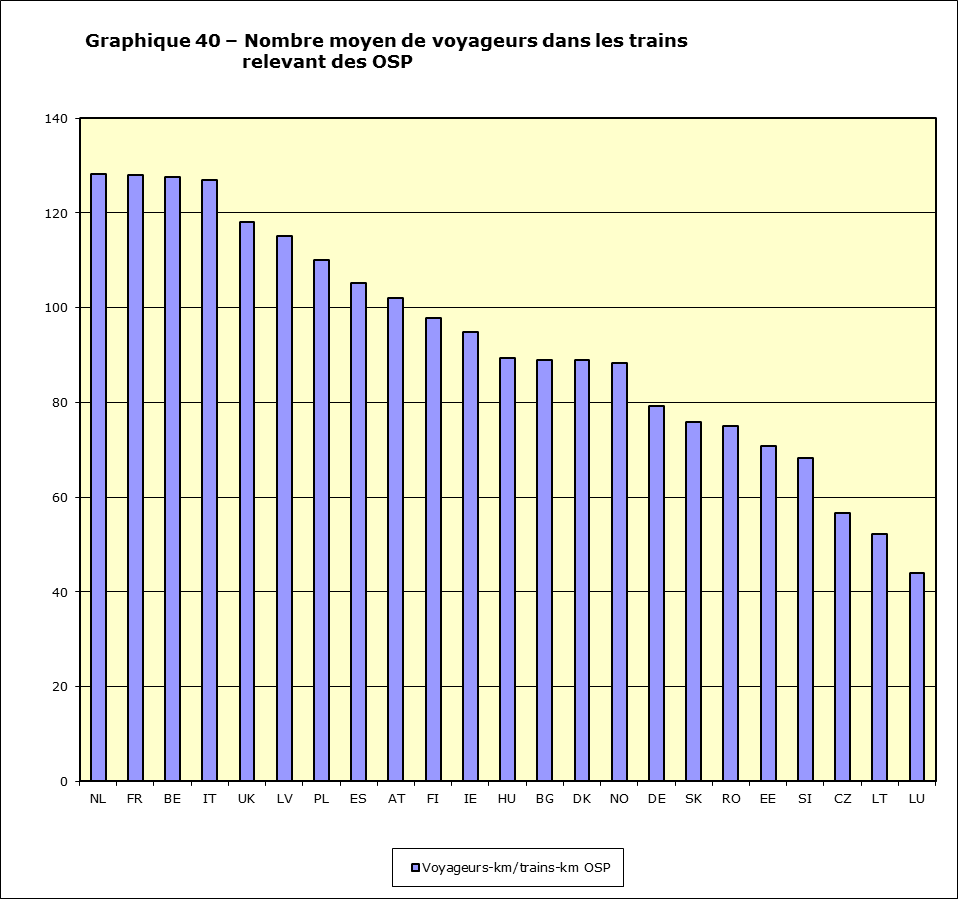 Graphique 40 – Nombre moyen de voyageurs dans les trains
relevant des OSP
140
120
100
80
60
40
20
0
NL FR BE IT UK LV PL ES AT FI IE HU BG DK NO DE SK RO EE SI CZ LT LU
Voyageurs-km/trains-km OSP